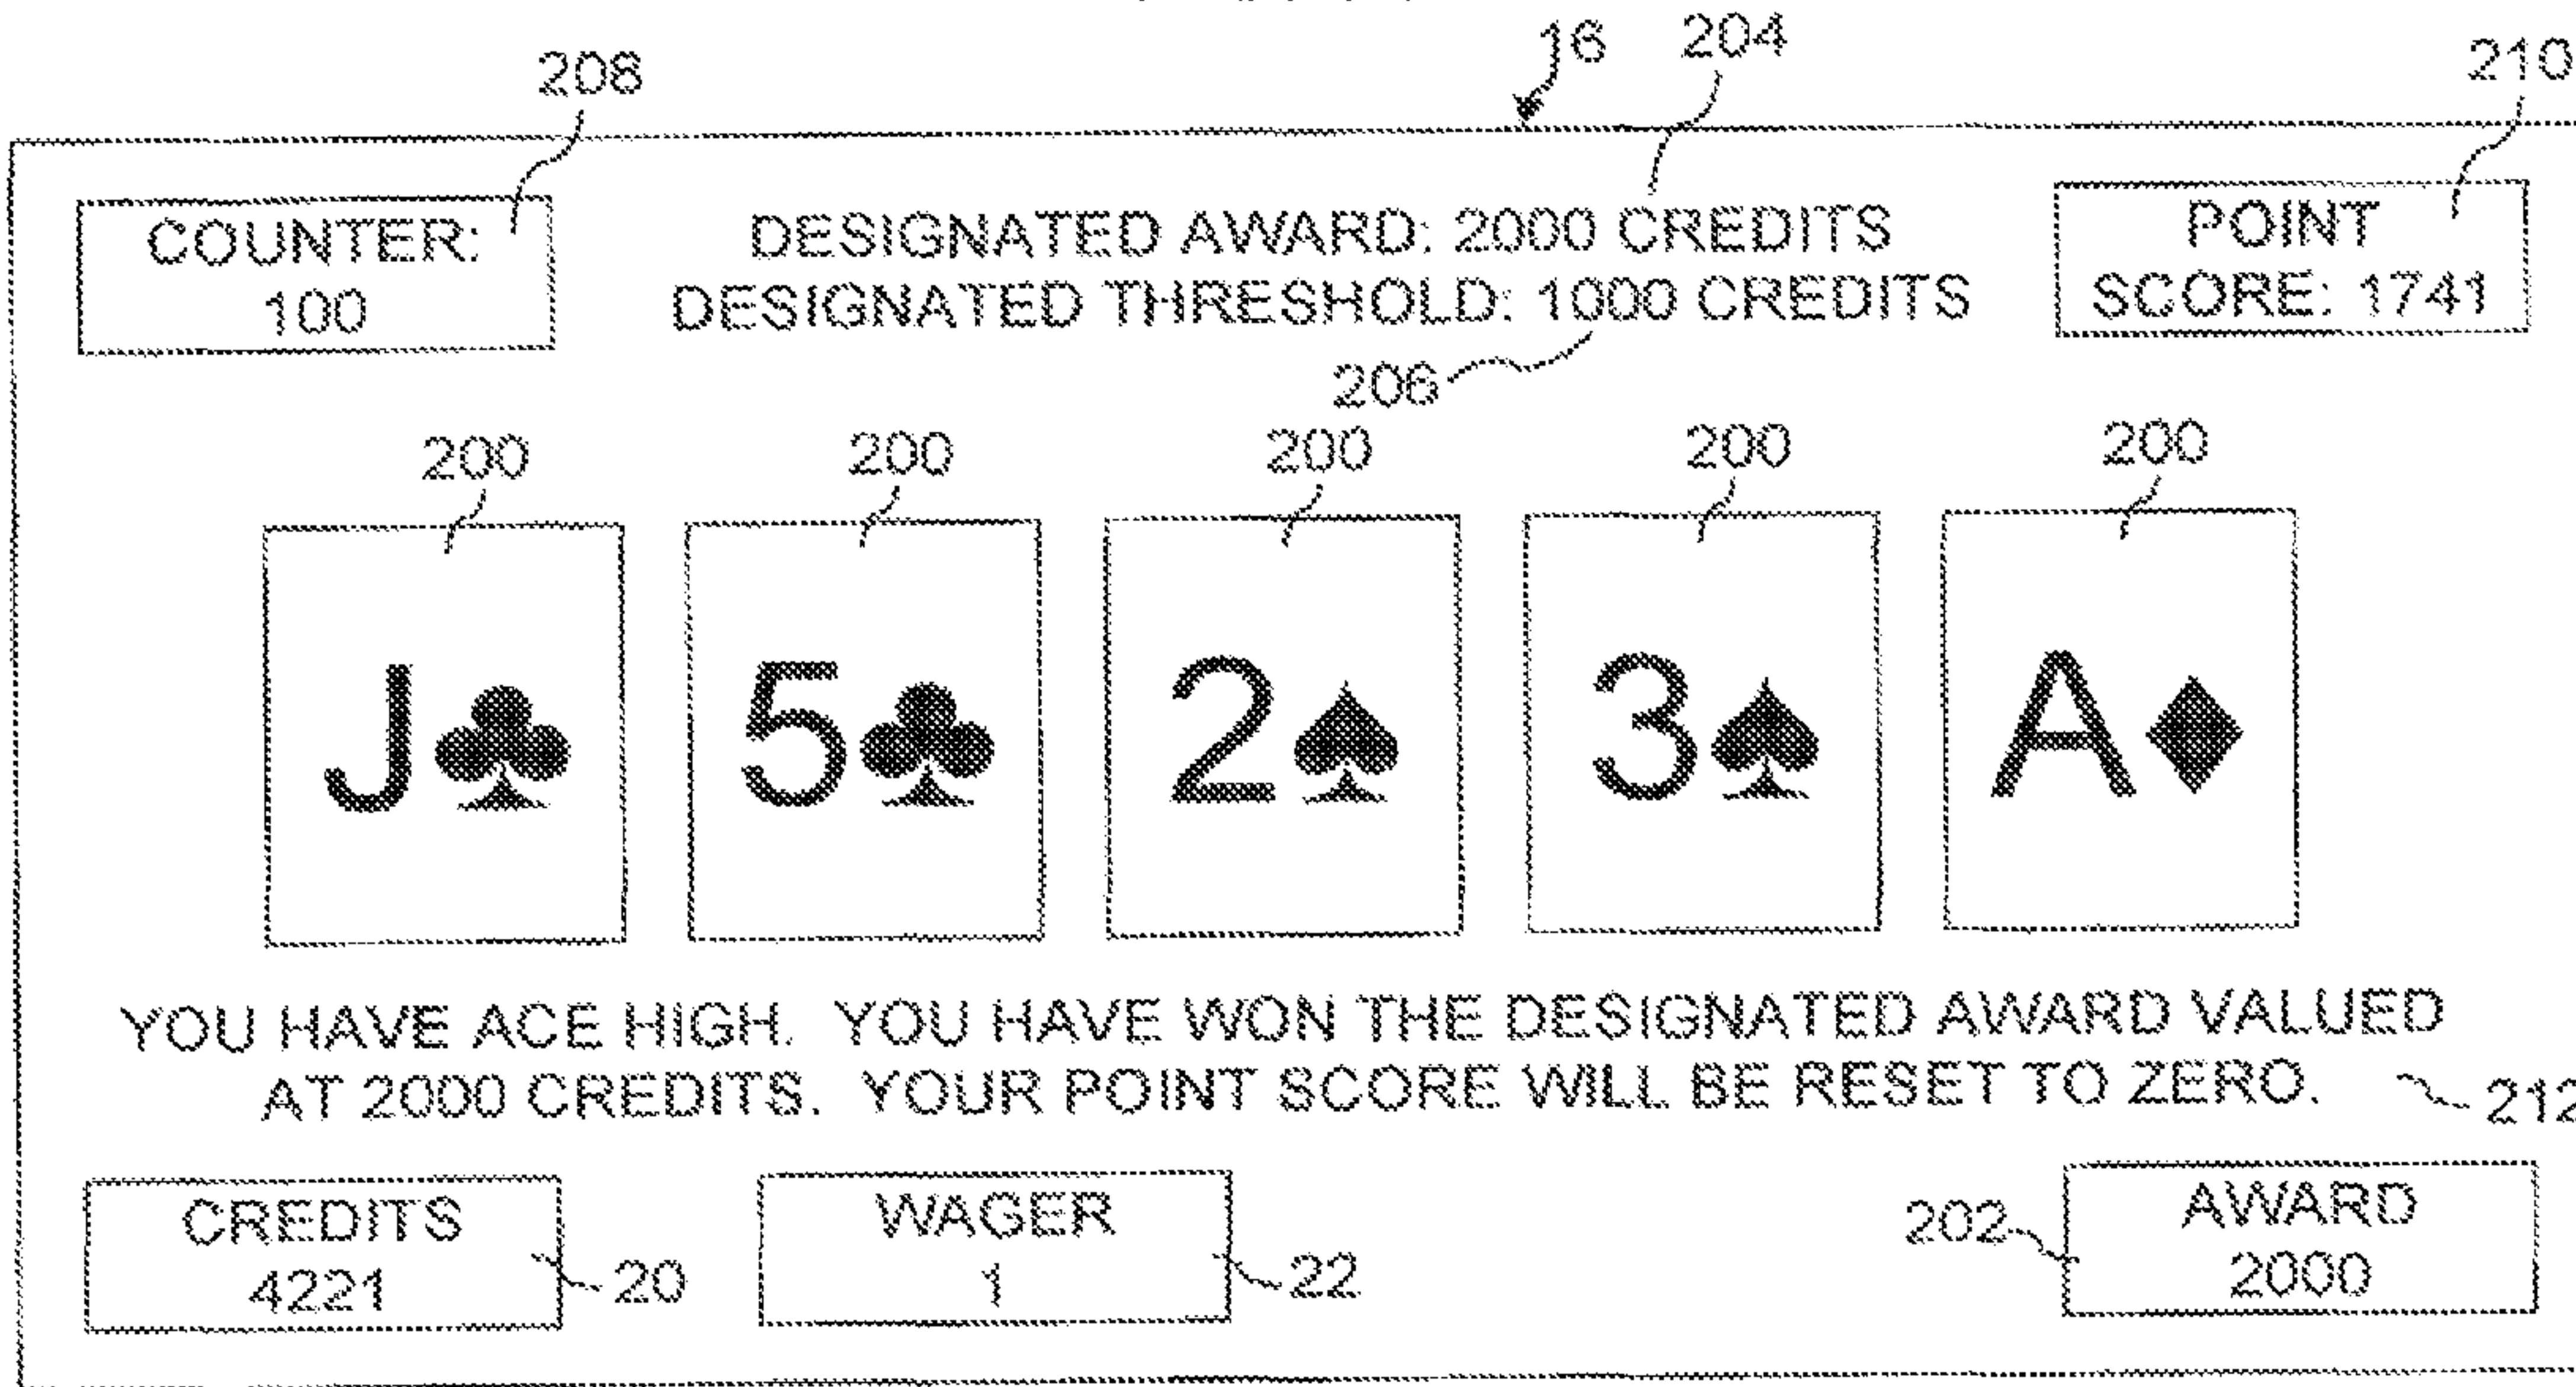 16 204
208 210
COUNTER:
100
DESIGNATED AWARD: 2000 CREDITS
DESIGNATED THRESHOLD: 1000 CREDITS
POINT
SCORE: 1741
206
200 200 200 200 200
J♣ 5♣ 2♠ 3♠ A♦
YOU HAVE ACE HIGH. YOU HAVE WON THE DESIGNATED AWARD VALUED
AT 2000 CREDITS. YOUR POINT SCORE WILL BE RESET TO ZERO.
212
CREDITS
4221
20
WAGER
1
22
202
AWARD
2000